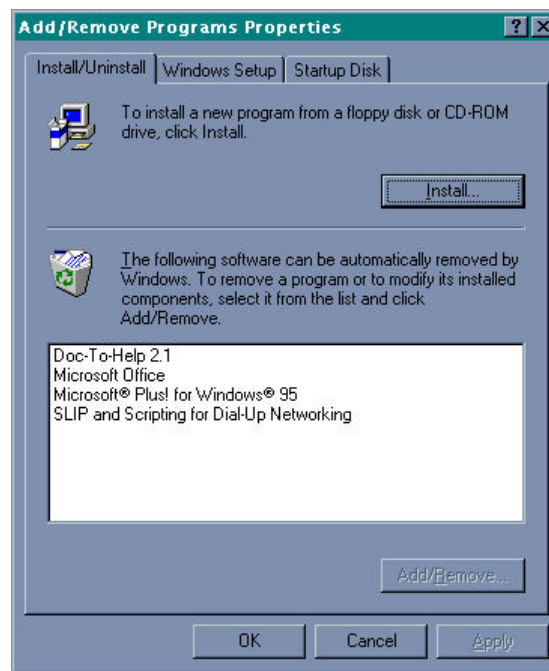 Add/Remove Programs Properties
Install/Uninstall
Windows Setup
Startup Disk
To install a new program from a floppy disk or CD-ROM
drive, click Install.
Install...
The following software can be automatically removed by
Windows. To remove a program or to modify its installed
components, select it from the list and click
Add/Remove.
Doc-To-Help 2.1
Microsoft Office
Microsoft® Plus! for Windows® 95
SLIP and Scripting for Dial-Up Networking
Add/Remove...
OK
Cancel
Apply